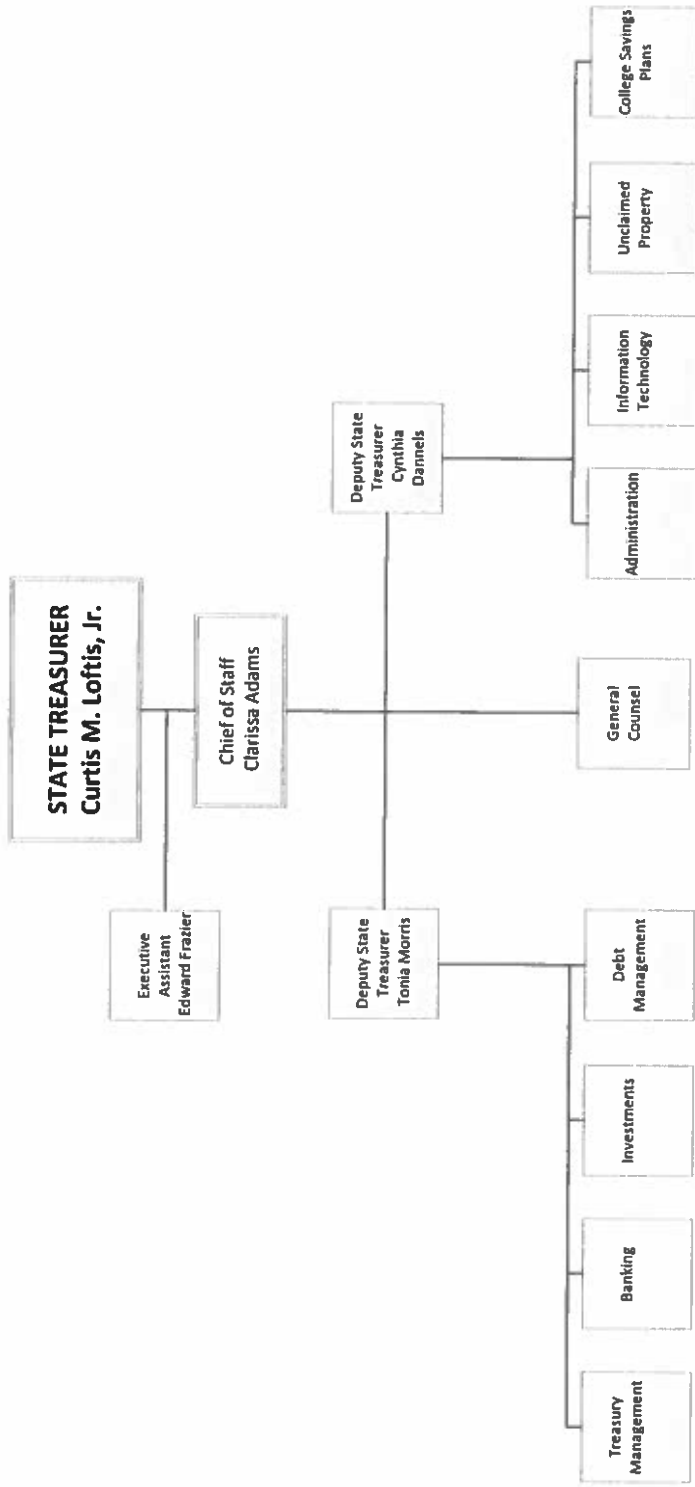 STATE TREASURER
Curtis M. Loftis, Jr.
Executive
Assistant
Edward Frazier
Chief of Staff
Clarissa Adams
Deputy State
Treasurer
Tonia Morris
Deputy State
Treasurer
Cynthia
Dannels
Treasury
Management
Banking
Investments
Debt
Management
General
Counsel
Administration
Information
Technology
Unclaimed
Property
College Savings
Plans